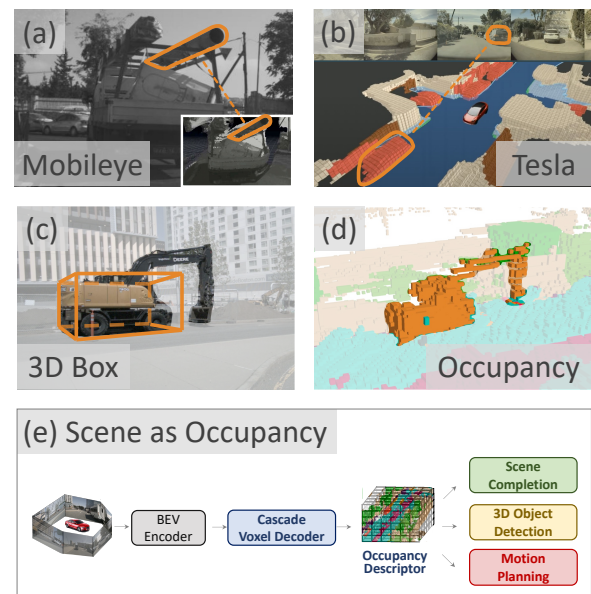 (a)
Mobileye
(b)
Tesla
(c)
3D Box
(d)
Occupancy
(e) Scene as Occupancy
BEV
Encoder
Cascade
Voxel Decoder
Occupancy
Descriptor
Scene
Completion
3D Object
Detection
Motion
Planning